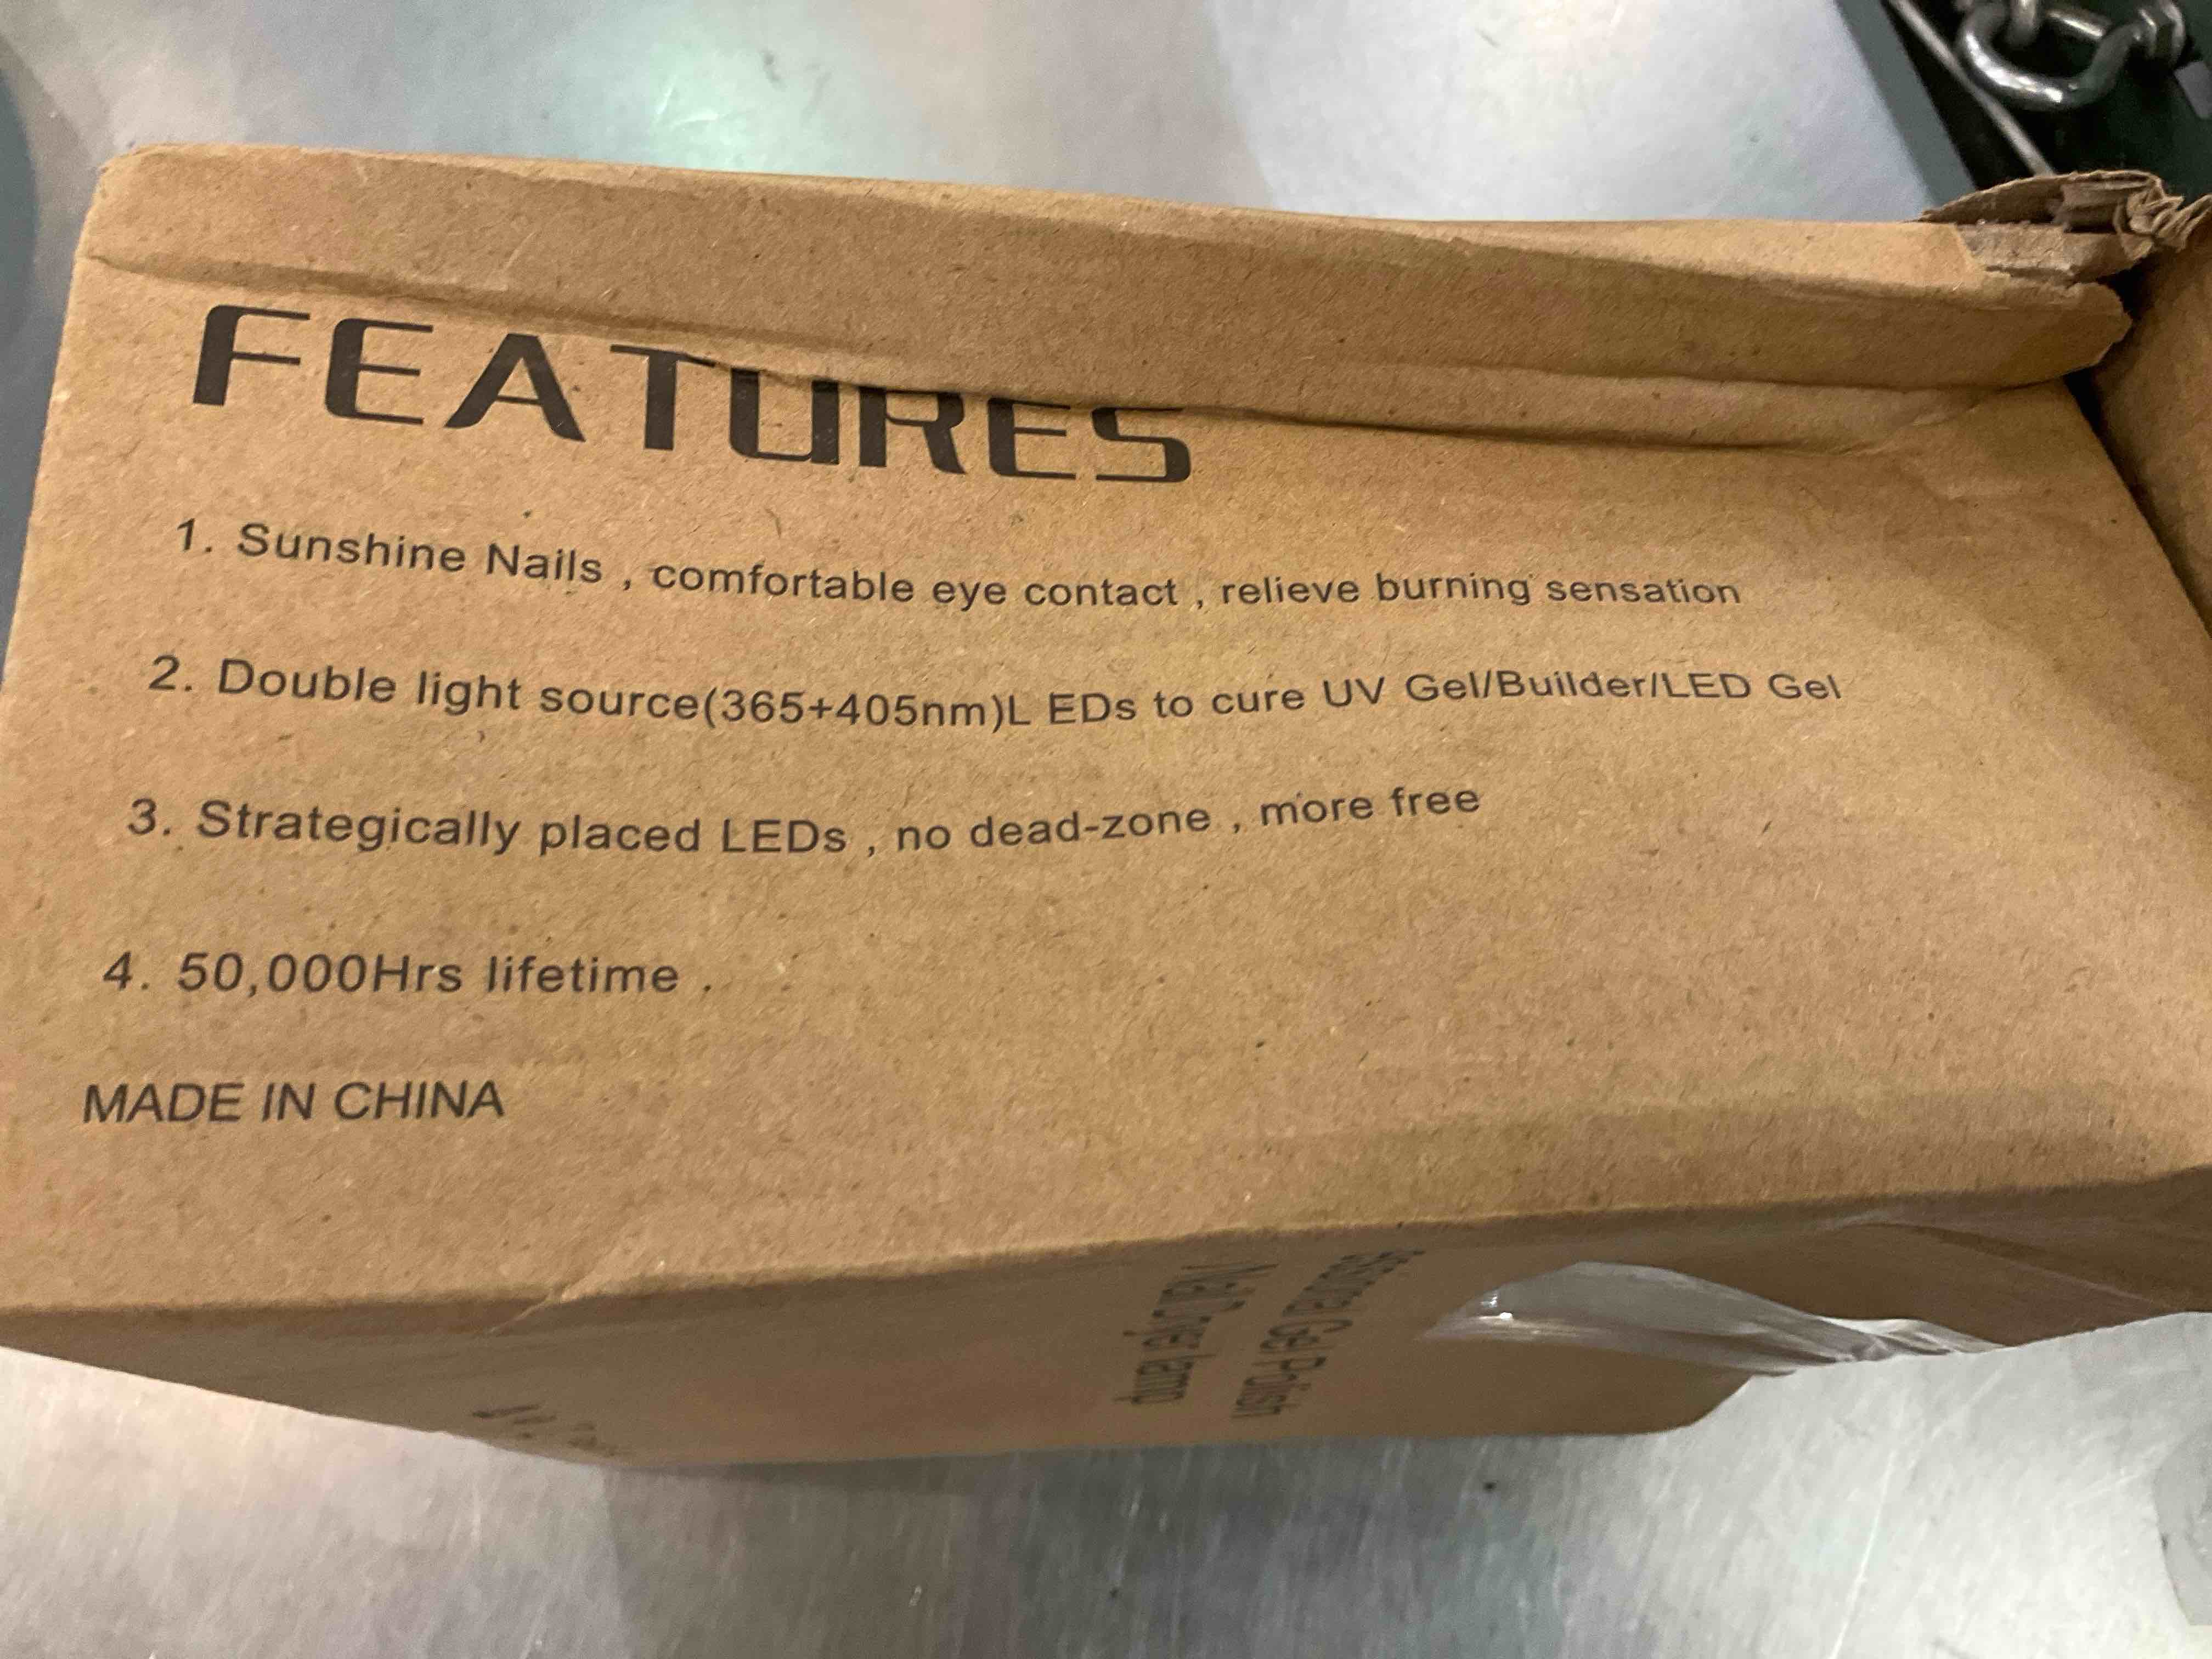 FEATURES
1. Sunshine Nails , comfortable eye contact , relieve burning sensation
2. Double light source(365+405nm)L EDs to cure UV Gel/Builder/LED Gel
3. Strategically placed LEDs , no dead-zone , more free
4. 50,000Hrs lifetime .
MADE IN CHINA
Gel Polish
Nail Dryer lamp